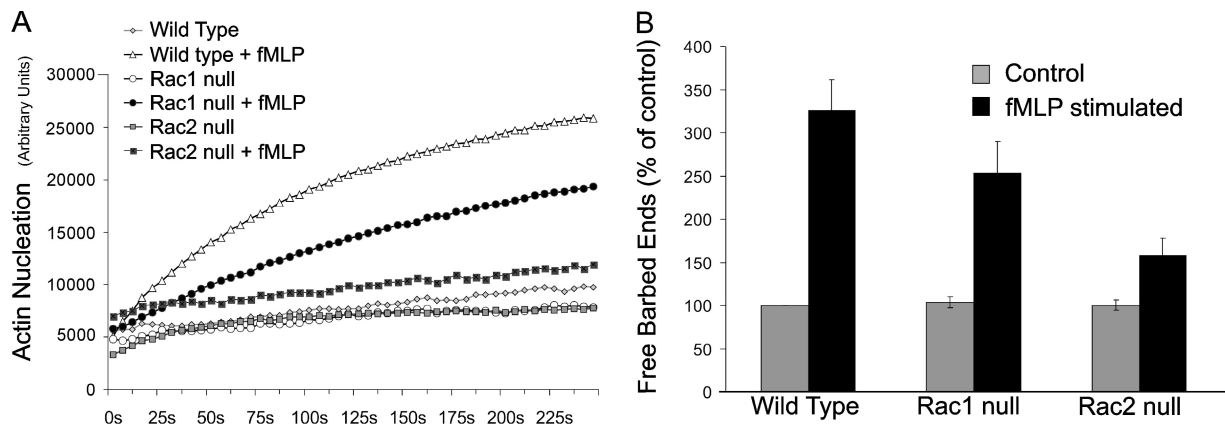 A
Wild Type
Wild type + fMLP
Rac1 null
Rac1 null + fMLP
Rac2 null
Rac2 null + fMLP
Actin Nucleation (Arbitrary Units)
30000
25000
20000
15000
10000
5000
0
0s 25s 50s 75s 100s 125s 150s 175s 200s 225s
B
Control
fMLP stimulated
Free Barbed Ends (% of control)
400
350
300
250
200
150
100
50
0
Wild Type Rac1 null Rac2 null